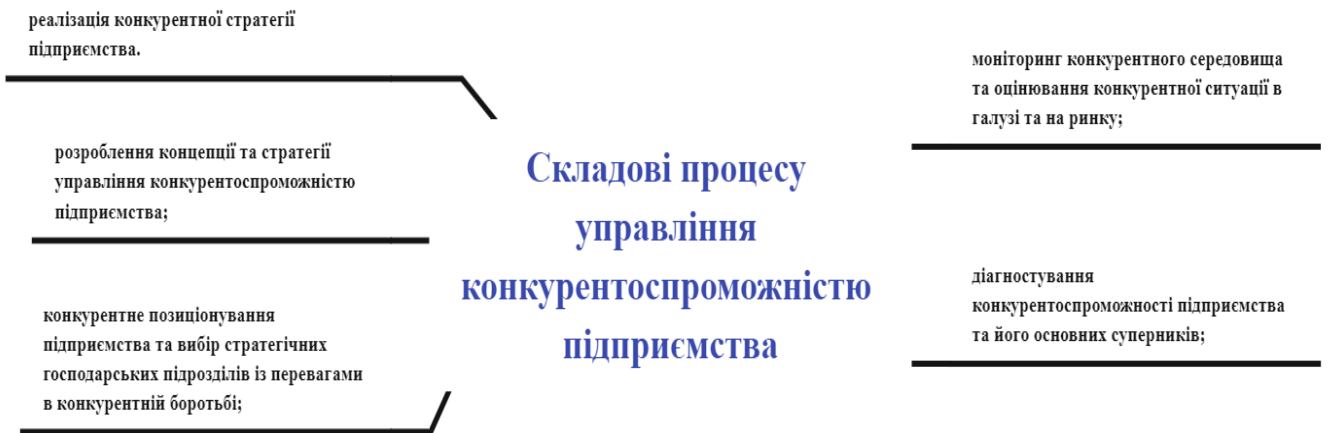 реалізація конкурентної стратегії
підприємства.
розроблення концепції та стратегії
управління конкурентоспроможністю
підприємства;
конкурентне позиціонування
підприємства та вибір стратегічних
господарських підрозділів із перевагами
в конкурентній боротьбі;
Складові процесу
управління
конкурентоспроможністю
підприємства
моніторинг конкурентного середовища
та оцінювання конкурентної ситуації в
галузі та на ринку;
діагностування
конкурентоспроможності підприємства
та його основних суперників;